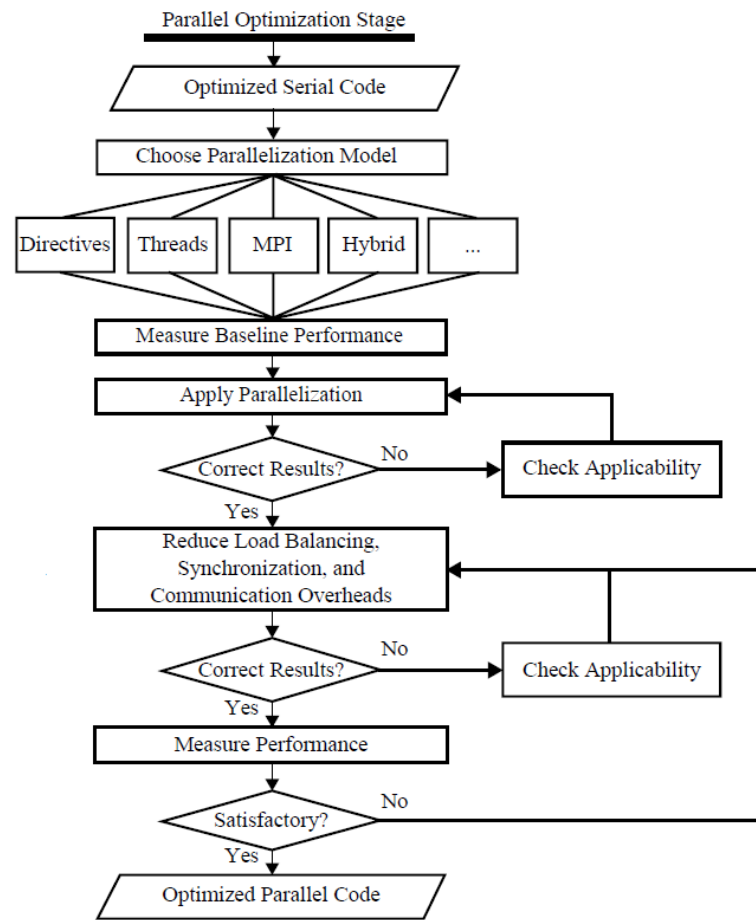 Parallel Optimization Stage
Optimized Serial Code
Choose Parallelization Model
Directives
Threads
MPI
Hybrid
...
Measure Baseline Performance
Apply Parallelization
Correct Results?
No
Check Applicability
Yes
Reduce Load Balancing,
Synchronization, and
Communication Overheads
Correct Results?
No
Check Applicability
Yes
Measure Performance
Satisfactory?
No
Yes
Optimized Parallel Code